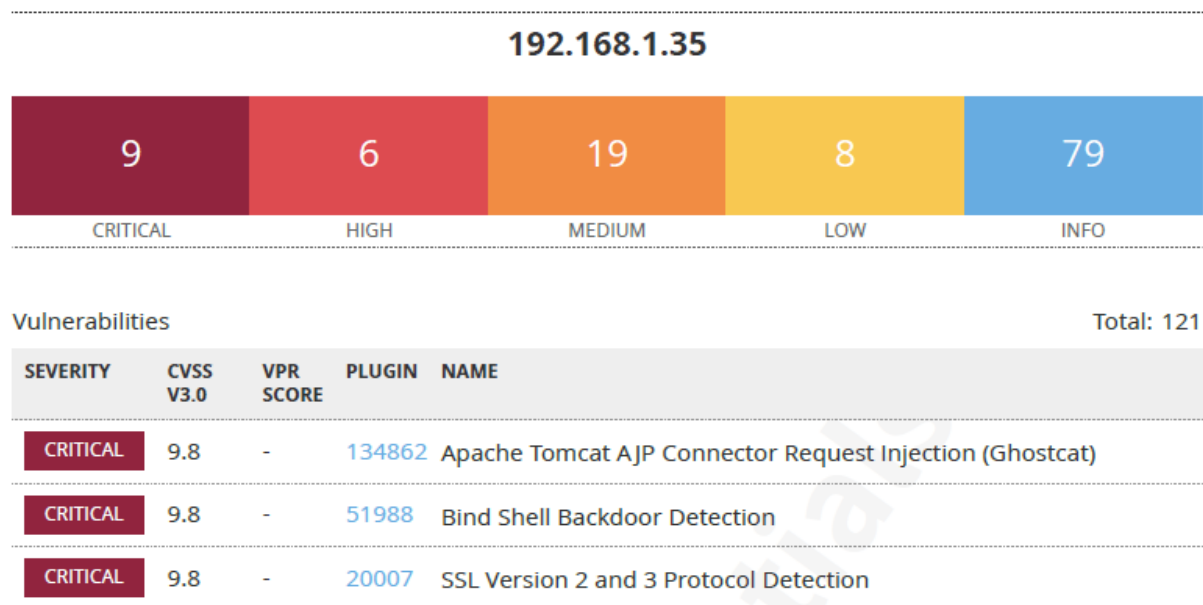 192.168.1.35
9 6 19 8 79
CRITICAL HIGH MEDIUM LOW INFO
Vulnerabilities Total: 121
SEVERITY CVSS V3.0 VPR SCORE PLUGIN NAME
CRITICAL 9.8 - 134862 Apache Tomcat AJP Connector Request Injection (Ghostcat)
CRITICAL 9.8 - 51988 Bind Shell Backdoor Detection
CRITICAL 9.8 - 20007 SSL Version 2 and 3 Protocol Detection